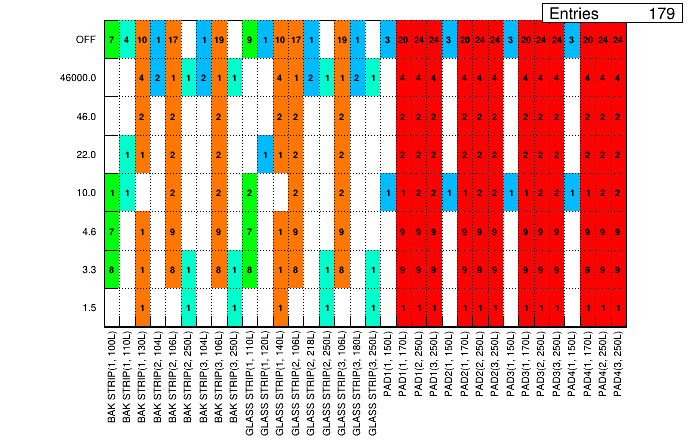 Entries 179
OFF 7 4 10 1 17 1 19 9 1 10 17 1 19 1 3 20 24 24 3 20 24 24 3 20 24 24 3 20 24 24
46000.0 4 2 1 1 2 1 1 4 1 2 1 1 2 1 4 4 4 4 4 4 4 4 4 4 4 4
46.0 2 2 2 2 2 2 2 2 2 2 2 2 2 2 2 2 2 2
22.0 1 1 2 2 1 1 2 2 2 2 2 2 2 2 2 2 2 2 2 2
10.0 1 1 2 2 2 2 2 1 1 2 2 1 1 2 2 1 1 2 2 1 1 2 2
4.6 7 1 9 9 7 1 9 9 9 9 9 9 9 9 9 9 9 9 9 9
3.3 8 1 8 1 8 1 8 1 8 1 8 1 9 9 9 9 9 9 9 9 9 9 9 9
1.5 1 1 1 1 1 1 1 1 1 1 1 1 1 1 1 1 1 1
BAK STRIP(1, 100L)
BAK STRIP(1, 110L)
BAK STRIP(1, 130L)
BAK STRIP(2, 104L)
BAK STRIP(2, 106L)
BAK STRIP(2, 250L)
BAK STRIP(3, 104L)
BAK STRIP(3, 106L)
BAK STRIP(3, 250L)
GLASS STRIP(1, 110L)
GLASS STRIP(1, 120L)
GLASS STRIP(1, 140L)
GLASS STRIP(2, 106L)
GLASS STRIP(2, 218L)
GLASS STRIP(2, 250L)
GLASS STRIP(3, 106L)
GLASS STRIP(3, 180L)
GLASS STRIP(3, 250L)
PAD1(1, 150L)
PAD1(1, 170L)
PAD1(2, 250L)
PAD1(3, 250L)
PAD2(1, 150L)
PAD2(1, 170L)
PAD2(2, 250L)
PAD2(3, 250L)
PAD3(1, 150L)
PAD3(1, 170L)
PAD3(2, 250L)
PAD3(3, 250L)
PAD4(1, 150L)
PAD4(1, 170L)
PAD4(2, 250L)
PAD4(3, 250L)